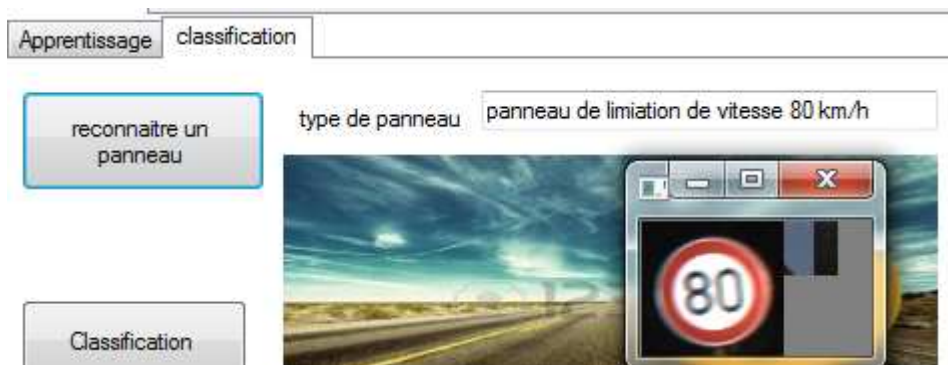 Apprentissage
classification
reconnaitre un
panneau
type de panneau
panneau de limiation de vitesse 80 km/h
80
Classification